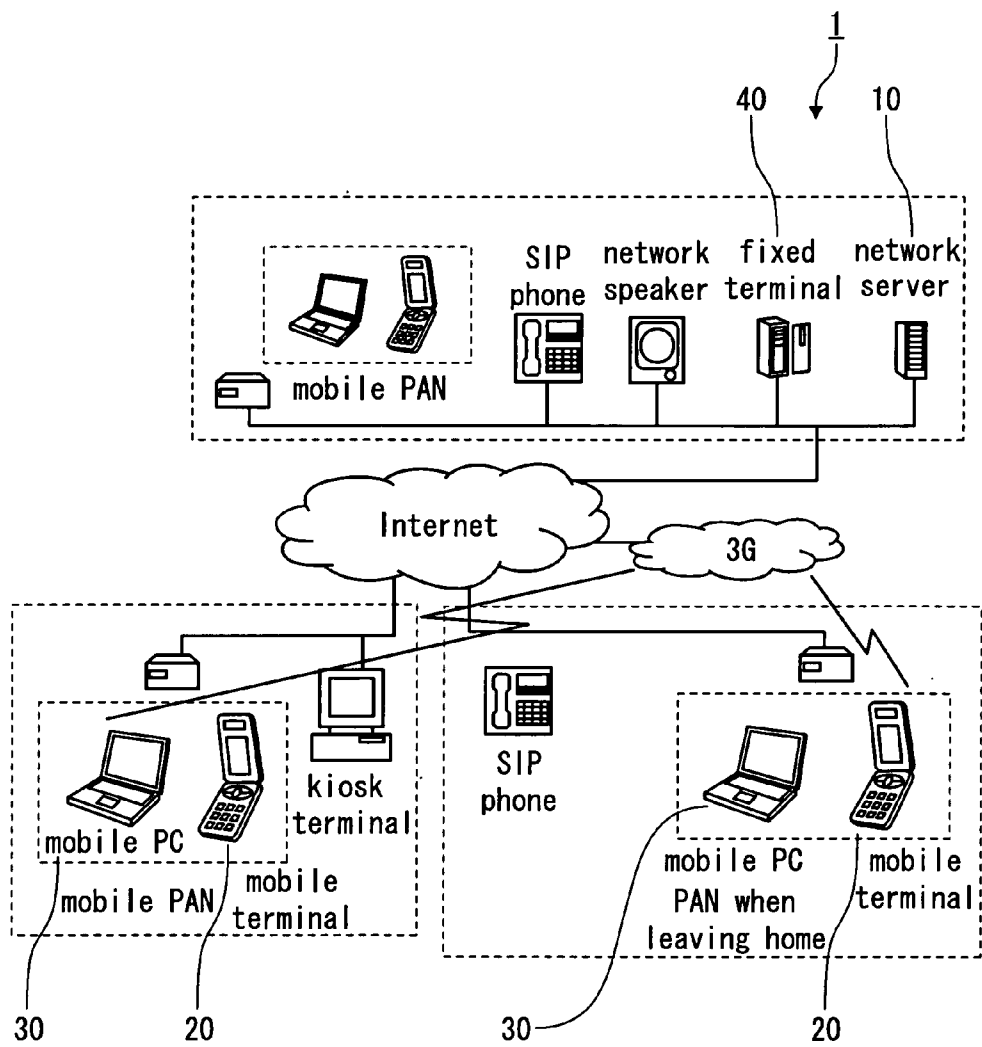 1
40
10
SIP
phone
network
speaker
fixed
terminal
network
server
mobile PAN
Internet
3G
mobile PC
mobile PAN
mobile
terminal
kiosk
terminal
SIP
phone
mobile PC
PAN when
leaving home
mobile
terminal
30
20
30
20